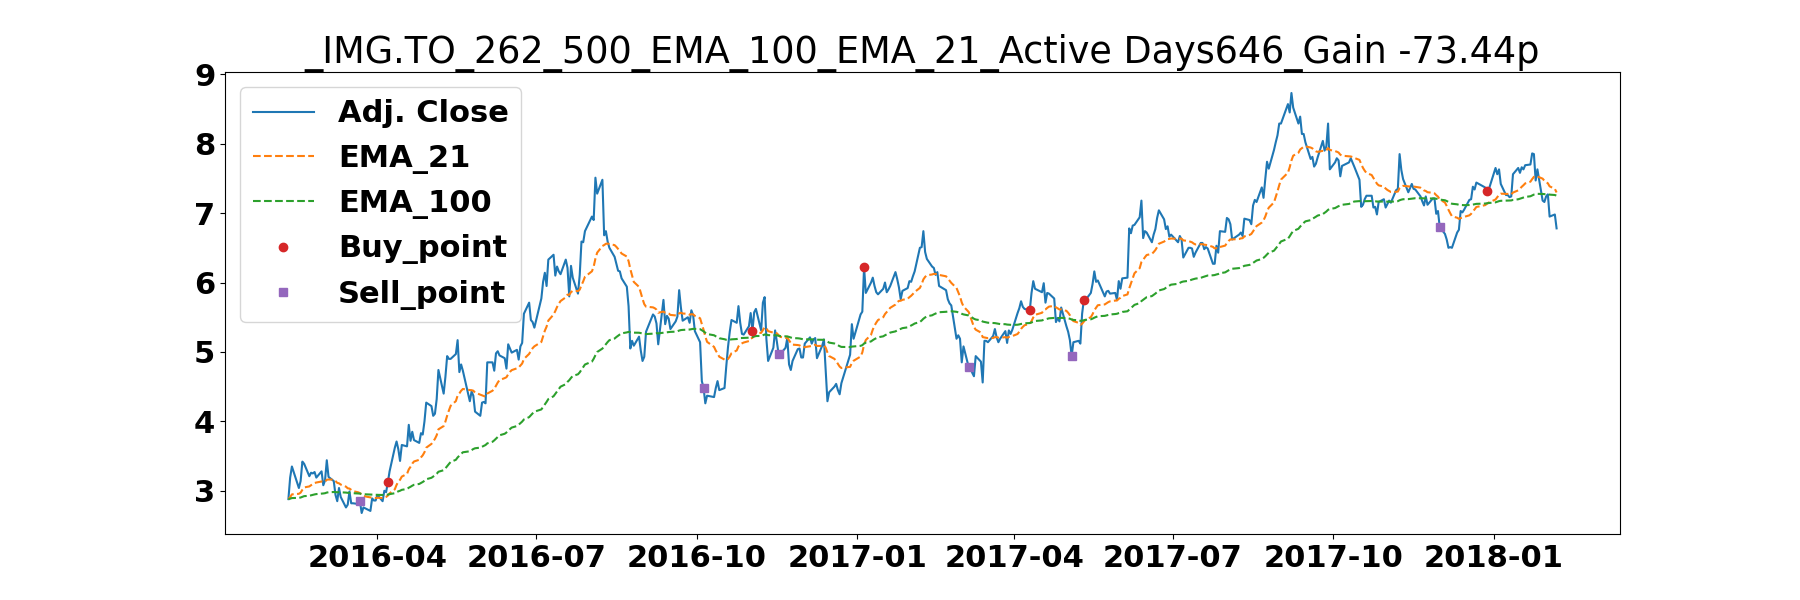 _IMG.TO_262_500_EMA_100_EMA_21_Active Days646_Gain -73.44p
9
8
7
6
5
4
3
Adj. Close
EMA_21
EMA_100
Buy_point
Sell_point
2016-04 2016-07 2016-10 2017-01 2017-04 2017-07 2017-10 2018-01